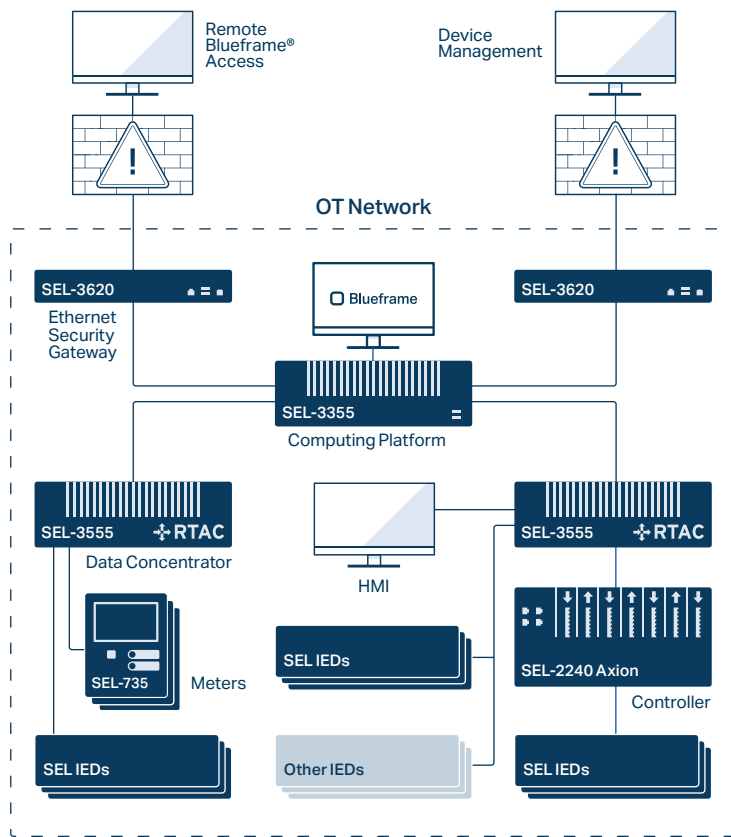 Remote
Blueframe®
Access
Device
Management
!
!
OT Network
SEL-3620
SEL-3620
Ethernet
Security
Gateway
Blueframe
SEL-3355
Computing Platform
SEL-3555
RTAC
SEL-3555
RTAC
Data Concentrator
HMI
SEL-735
Meters
SEL IEDs
SEL-2240 Axion
Controller
SEL IEDs
Other IEDs
SEL IEDs